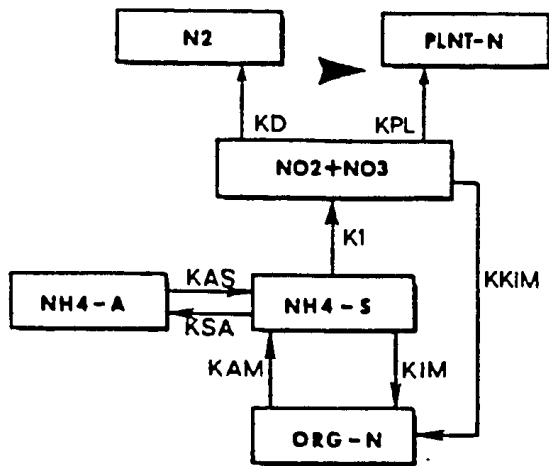 N2
PLNT-N
KD
KPL
NO2+NO3
K1
KKIM
KAS
NH4-A
NH4-S
KSA
KAM
KIM
ORG-N